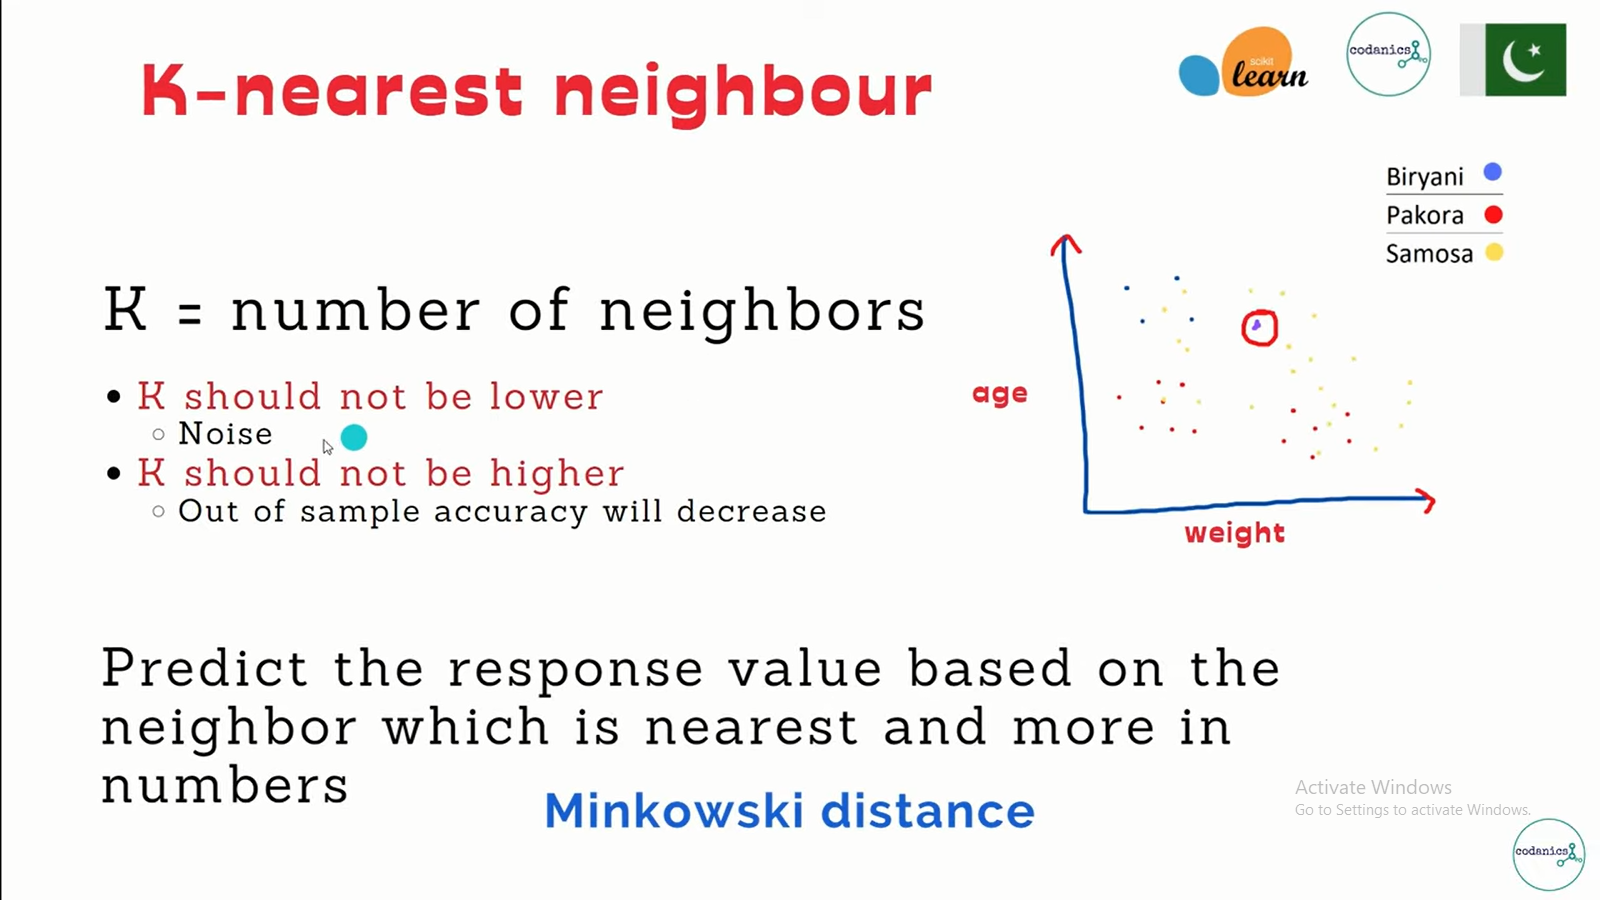 K-nearest neighbour
scikit
learn
codanics
Biryani
Pakora
Samosa
K = number of neighbors
K should not be lower
Noise
K should not be higher
Out of sample accuracy will decrease
age
weight
Predict the response value based on the
neighbor which is nearest and more in
numbers
Minkowski distance
Activate Windows
Go to Settings to activate Windows.
codanics